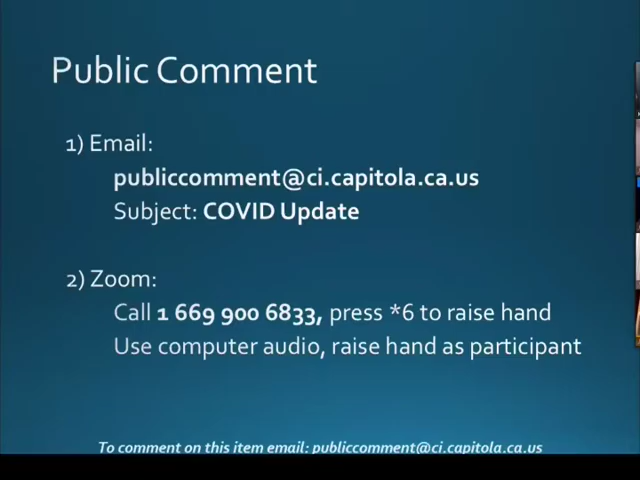 Public Comment
1) Email:
publiccomment@ci.capitola.ca.us
Subject: COVID Update
2) Zoom:
Call 1 669 900 6833, press *6 to raise hand
Use computer audio, raise hand as participant
To comment on this item email: publiccomment@ci.capitola.ca.us